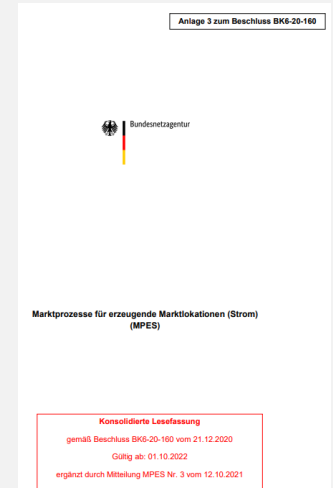 Anlage 3 zum Beschluss BK6-20-160
Bundesnetzagentur
Marktprozesse für erzeugende Marktlokationen (Strom)
(MPES)
Konsolidierte Lesefassung
gemäß Beschluss BK6-20-160 vom 21.12.2020
Gültig ab: 01.10.2022
ergänzt durch Mitteilung MPES Nr. 3 vom 12.10.2021